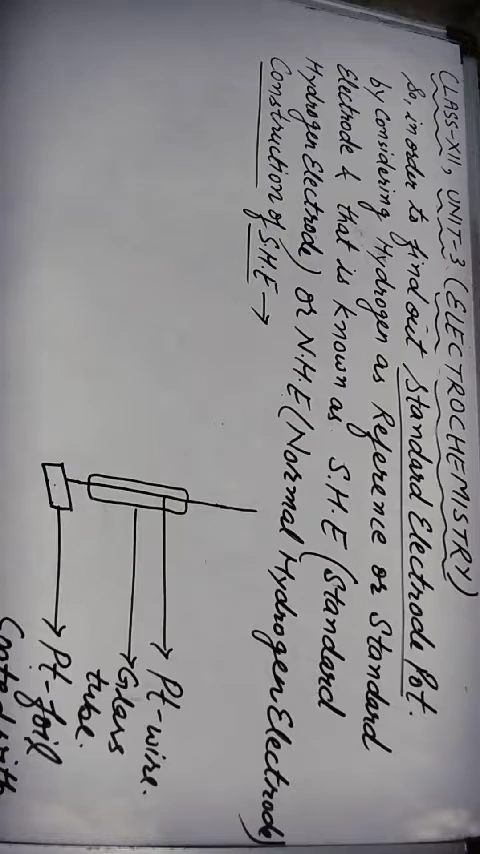 CLASS-XII, UNIT-3 (ELECTROCHEMISTRY)
So, in order to find out Standard Electrode Pot.
by considering Hydrogen as Reference or Standard
Electrode & that is known as S.H.E (Standard
Hydrogen Electrode) or N.H.E (Normal Hydrogen Electrode)
Construction of S.H.E →
Pt-wire.
Glass
tube.
Pt-foil
Coated with